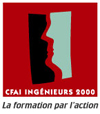 CFAI INGÉNIEURS 2000
La formation par l'action